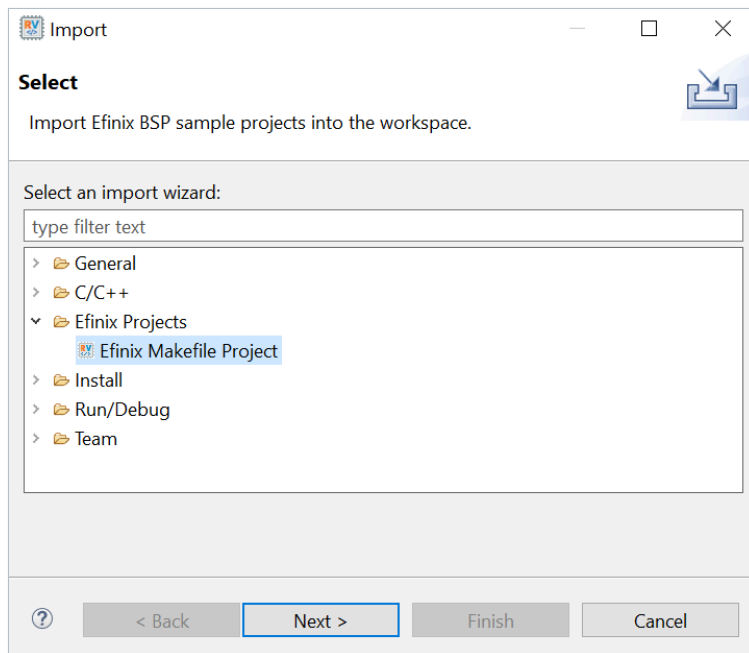 Import
Select
Import Efinix BSP sample projects into the workspace.
Select an import wizard:
type filter text
General
C/C++
Efinix Projects
RV Efinix Makefile Project
Install
Run/Debug
Team
? < Back Next > Finish Cancel